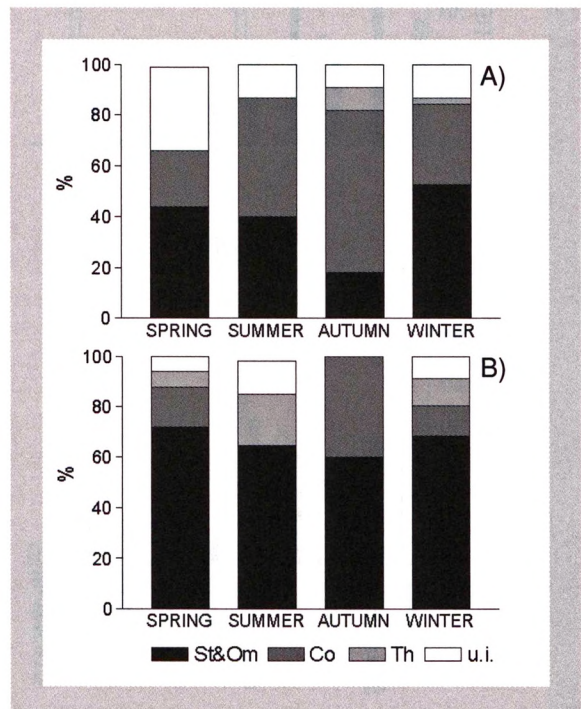 100
A)
80
60
%
40
20
0
SPRING SUMMER AUTUMN WINTER
100
B)
80
60
%
40
20
0
SPRING SUMMER AUTUMN WINTER
St&Om Co Th u.i.